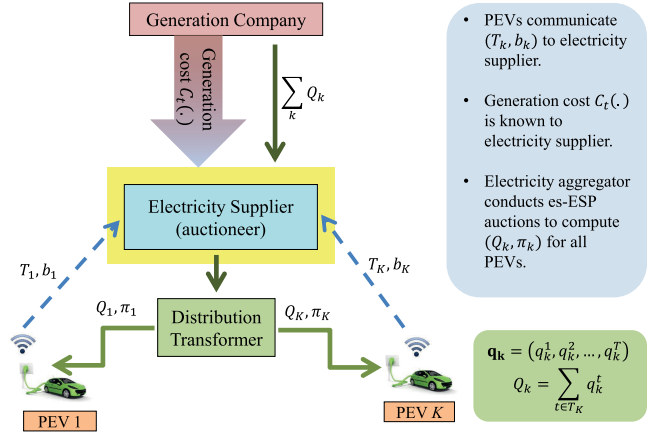 Generation Company
Generation
cost C_t(.)
∑_k Q_k
Electricity Supplier
(auctioneer)
T_1, b_1
T_K, b_K
Q_1, π_1
Q_K, π_K
Distribution
Transformer
PEV 1
PEV K
• PEVs communicate
(T_k, b_k) to electricity
supplier.
• Generation cost C_t(.)
is known to
electricity supplier.
• Electricity aggregator
conducts es-ESP
auctions to compute
(Q_k, π_k) for all
PEVs.
q_k = (q_k^1, q_k^2, …, q_k^T)
Q_k = ∑_{t∈T_K} q_k^t